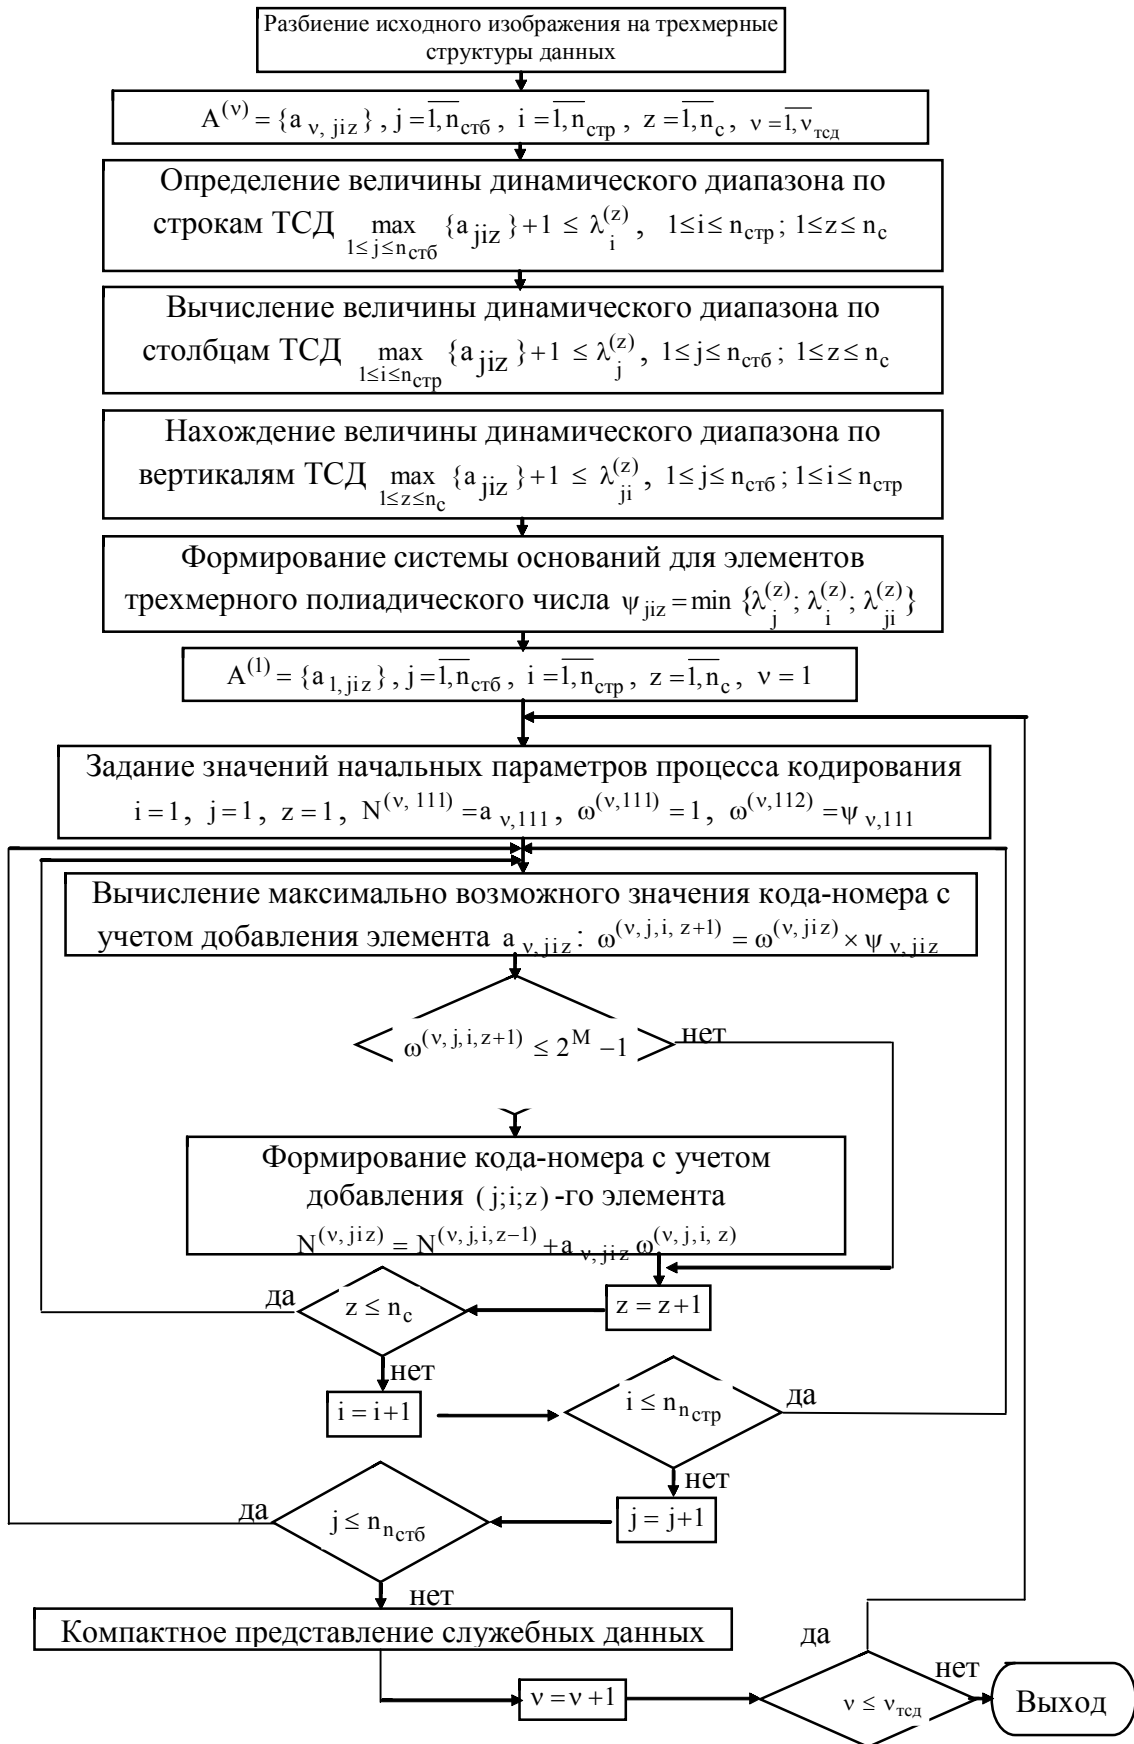 Разбиение исходного изображения на трехмерные
структуры данных
A^(ν) = {a_ν, jiz}, j = 1, n_стб, i = 1, n_стр, z = 1, n_с, ν = 1, ν_тсд
Определение величины динамического диапазона по
строкам ТСД max_{1≤j≤n_стб} {a_jiz}+1 ≤ λ_i^(z), 1≤i≤n_стр; 1≤z≤n_с
Вычисление величины динамического диапазона по
столбцам ТСД max_{1≤i≤n_стр} {a_jiz}+1 ≤ λ_j^(z), 1≤j≤n_стб; 1≤z≤n_с
Нахождение величины динамического диапазона по
вертикалям ТСД max_{1≤z≤n_с} {a_jiz}+1 ≤ λ_ji^(z), 1≤j≤n_стб; 1≤i≤n_стр
Формирование системы оснований для элементов
трехмерного полиадического числа ψ_jiz = min {λ_j^(z); λ_i^(z); λ_ji^(z)}
A^(1) = {a_1, jiz}, j = 1, n_стб, i = 1, n_стр, z = 1, n_с, ν = 1
Задание значений начальных параметров процесса кодирования
i = 1, j = 1, z = 1, N^(ν, 111) = a_ν,111, ω^(ν,111) = 1, ω^(ν,112) = ψ_ν,111
Вычисление максимально возможного значения кода-номера с
учетом добавления элемента a_ν, jiz: ω^(ν, j, i, z+1) = ω^(ν, jiz) × ψ_ν, jiz
ω^(ν, j, i, z+1) ≤ 2^M −1
нет
Формирование кода-номера с учетом
добавления (j;i;z)-го элемента
N^(ν, jiz) = N^(ν, j, i, z−1) + a_ν, jiz ω^(ν, j, i, z)
да
z ≤ n_с
z = z+1
нет
i = i+1
i ≤ n_n_стр
да
нет
да
j ≤ n_n_стб
j = j+1
нет
Компактное представление служебных данных
да
ν = ν +1
ν ≤ ν_тсд
нет
Выход